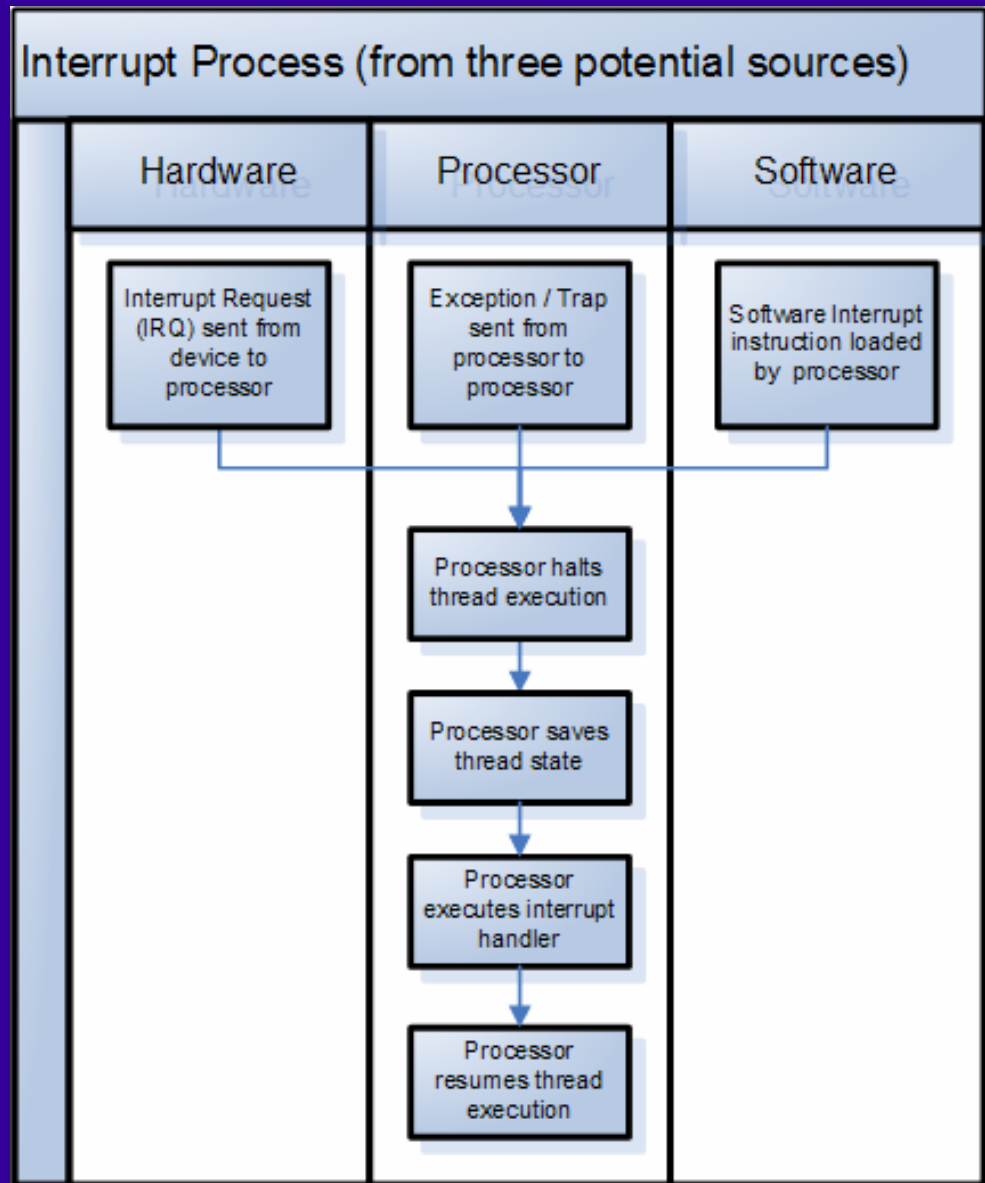 Interrupt Process (from three potential sources)
Hardware
Processor
Software
Interrupt Request
(IRQ) sent from
device to
processor
Exception / Trap
sent from
processor to
processor
Software Interrupt
instruction loaded
by processor
Processor halts
thread execution
Processor saves
thread state
Processor
executes interrupt
handler
Processor
resumes thread
execution